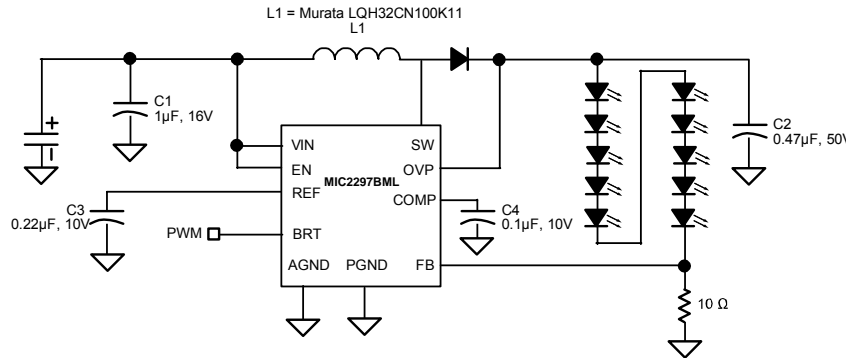 L1 = Murata LQH32CN100K11
L1
C1
1µF, 16V
+
VIN
SW
C2
0.47µF, 50V
EN
OVP
MIC2297BML
REF
COMP
C3
0.22µF, 10V
C4
0.1µF, 10V
PWM
BRT
AGND
PGND
FB
10 Ω